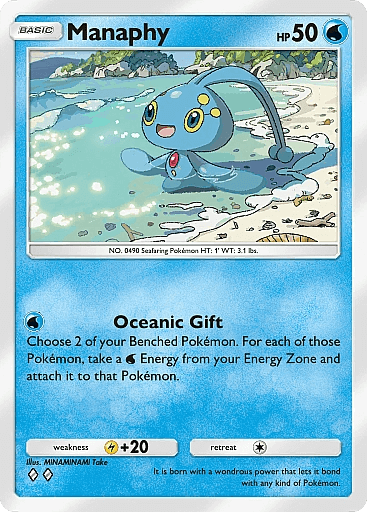 BASIC Manaphy HP 50
NO. 0490 Seafaring Pokémon HT: 1' WT: 3.1 lbs.
Oceanic Gift
Choose 2 of your Benched Pokémon. For each of those
Pokémon, take a Energy from your Energy Zone and
attach it to that Pokémon.
weakness +20 retreat
Illus. MINAMINAMI Take
It is born with a wondrous power that lets it bond
with any kind of Pokémon.